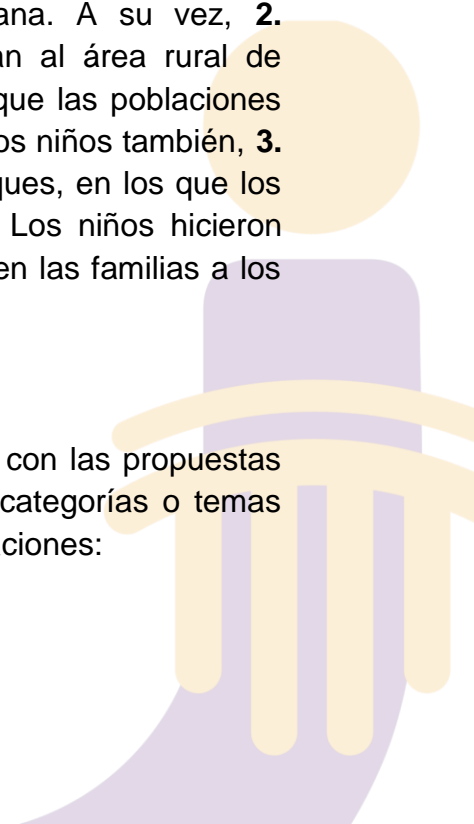 ana. A su vez, 2.
an al área rural de
que las poblaciones
os niños también, 3.
ques, en los que los
Los niños hicieron
en las familias a los
con las propuestas
categorías o temas
aciones: